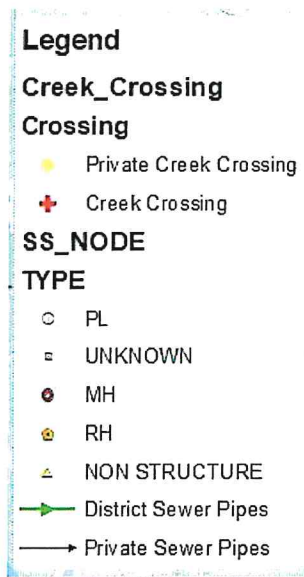 Legend
Creek_Crossing
Crossing
Private Creek Crossing
Creek Crossing
SS_NODE
TYPE
PL
UNKNOWN
MH
RH
NON STRUCTURE
District Sewer Pipes
Private Sewer Pipes